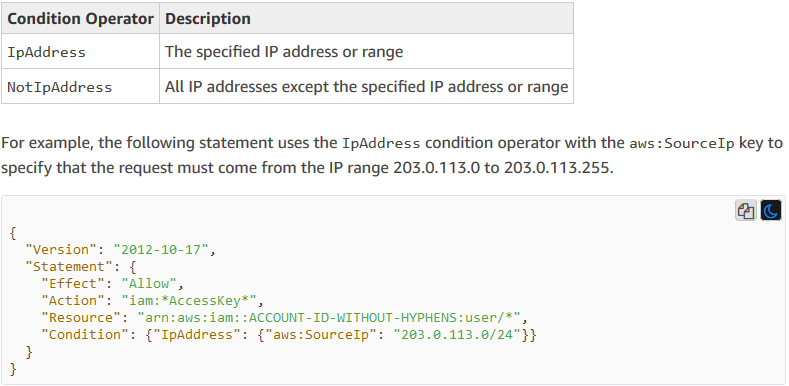 Condition Operator Description
IpAddress The specified IP address or range
NotIpAddress All IP addresses except the specified IP address or range
For example, the following statement uses the IpAddress condition operator with the aws:SourceIp key to
specify that the request must come from the IP range 203.0.113.0 to 203.0.113.255.
{
  "Version": "2012-10-17",
  "Statement": {
    "Effect": "Allow",
    "Action": "iam:*AccessKey*",
    "Resource": "arn:aws:iam::ACCOUNT-ID-WITHOUT-HYPHENS:user/*",
    "Condition": {"IpAddress": {"aws:SourceIp": "203.0.113.0/24"}}
  }
}